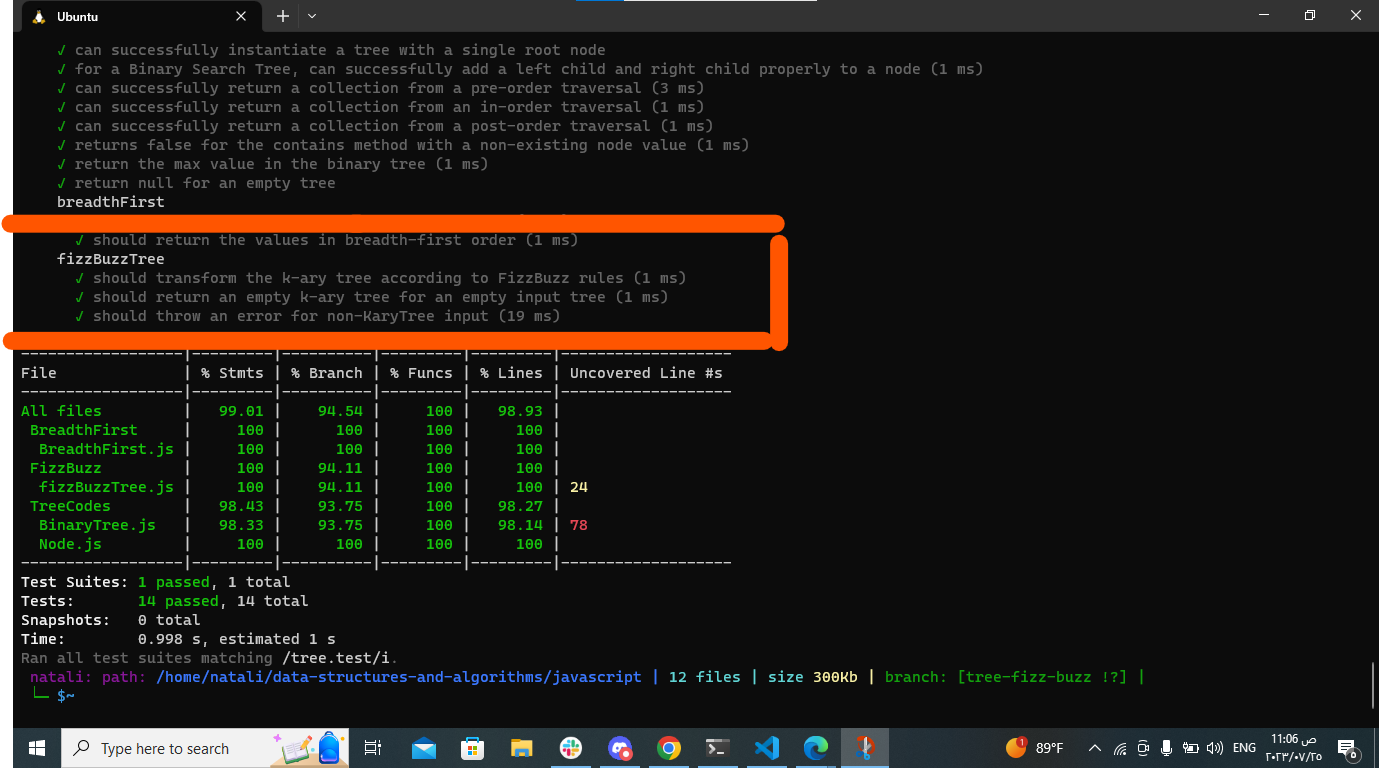 Ubuntu
✓ can successfully instantiate a tree with a single root node
✓ for a Binary Search Tree, can successfully add a left child and right child properly to a node (1 ms)
✓ can successfully return a collection from a pre-order traversal (3 ms)
✓ can successfully return a collection from an in-order traversal (1 ms)
✓ can successfully return a collection from a post-order traversal (1 ms)
✓ returns false for the contains method with a non-existing node value (1 ms)
✓ return the max value in the binary tree (1 ms)
✓ return null for an empty tree
breadthFirst
✓ should return the values in breadth-first order (1 ms)
fizzBuzzTree
✓ should transform the k-ary tree according to FizzBuzz rules (1 ms)
✓ should return an empty k-ary tree for an empty input tree (1 ms)
✓ should throw an error for non-KaryTree input (19 ms)
------------------|---------|----------|---------|---------|-------------------
File | % Stmts | % Branch | % Funcs | % Lines | Uncovered Line #s
------------------|---------|----------|---------|---------|-------------------
All files | 99.01 | 94.54 | 100 | 98.93 |
BreadthFirst | 100 | 100 | 100 | 100 |
BreadthFirst.js | 100 | 100 | 100 | 100 |
FizzBuzz | 100 | 94.11 | 100 | 100 |
fizzBuzzTree.js | 100 | 94.11 | 100 | 100 | 24
TreeCodes | 98.43 | 93.75 | 100 | 98.27 |
BinaryTree.js | 98.33 | 93.75 | 100 | 98.14 | 78
Node.js | 100 | 100 | 100 | 100 |
------------------|---------|----------|---------|---------|-------------------
Test Suites: 1 passed, 1 total
Tests: 14 passed, 14 total
Snapshots: 0 total
Time: 0.998 s, estimated 1 s
Ran all test suites matching /tree.test/i.
natali: path: /home/natali/data-structures-and-algorithms/javascript | 12 files | size 300Kb | branch: [tree-fizz-buzz !?] |
└─ $~
Type here to search
1
89°F
ENG
11:06 ص
٢٠٢٣/٠٧/٢٥